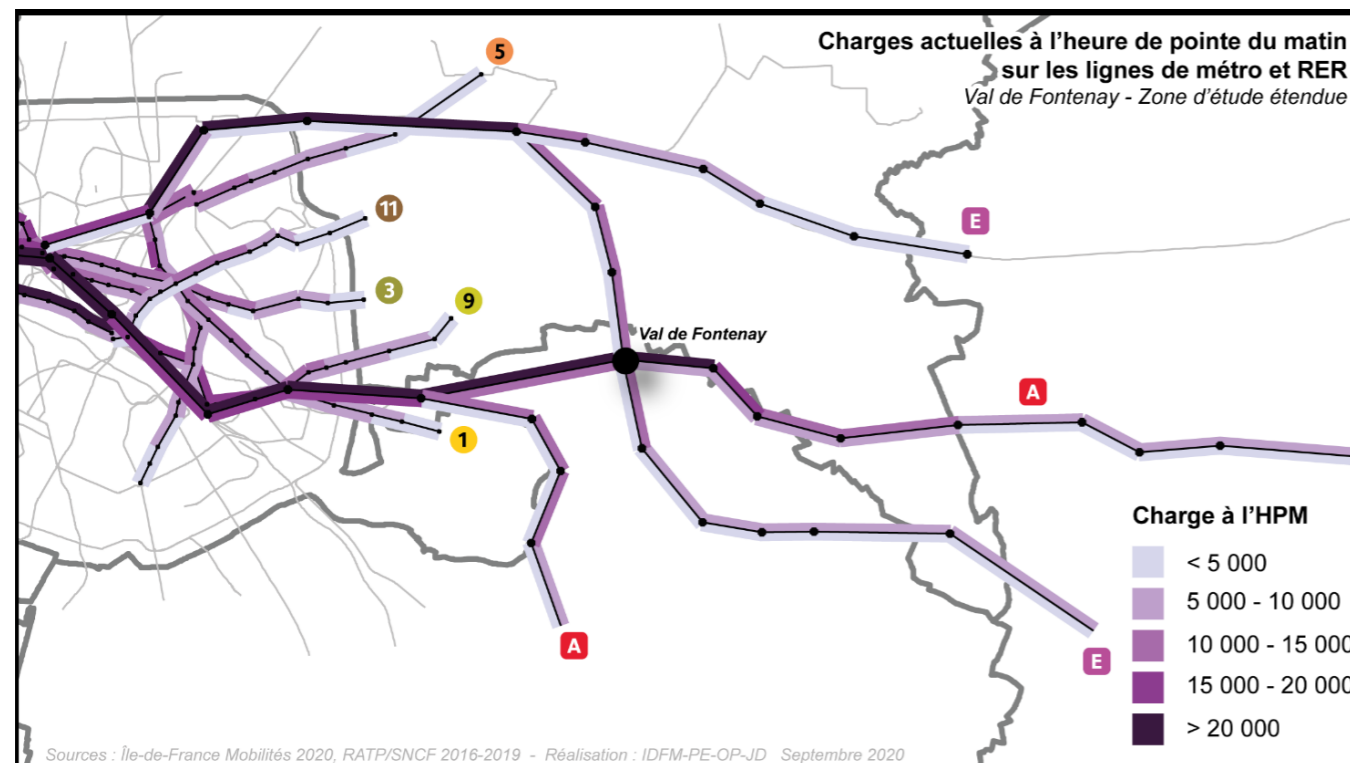 Charges actuelles à l’heure de pointe du matin
sur les lignes de métro et RER
Val de Fontenay - Zone d’étude étendue
5
11
E
3
9
Val de Fontenay
A
1
A
E
Charge à l’HPM
< 5 000
5 000 - 10 000
10 000 - 15 000
15 000 - 20 000
> 20 000
Sources : Île-de-France Mobilités 2020, RATP/SNCF 2016-2019 - Réalisation : IDFM-PE-OP-JD Septembre 2020